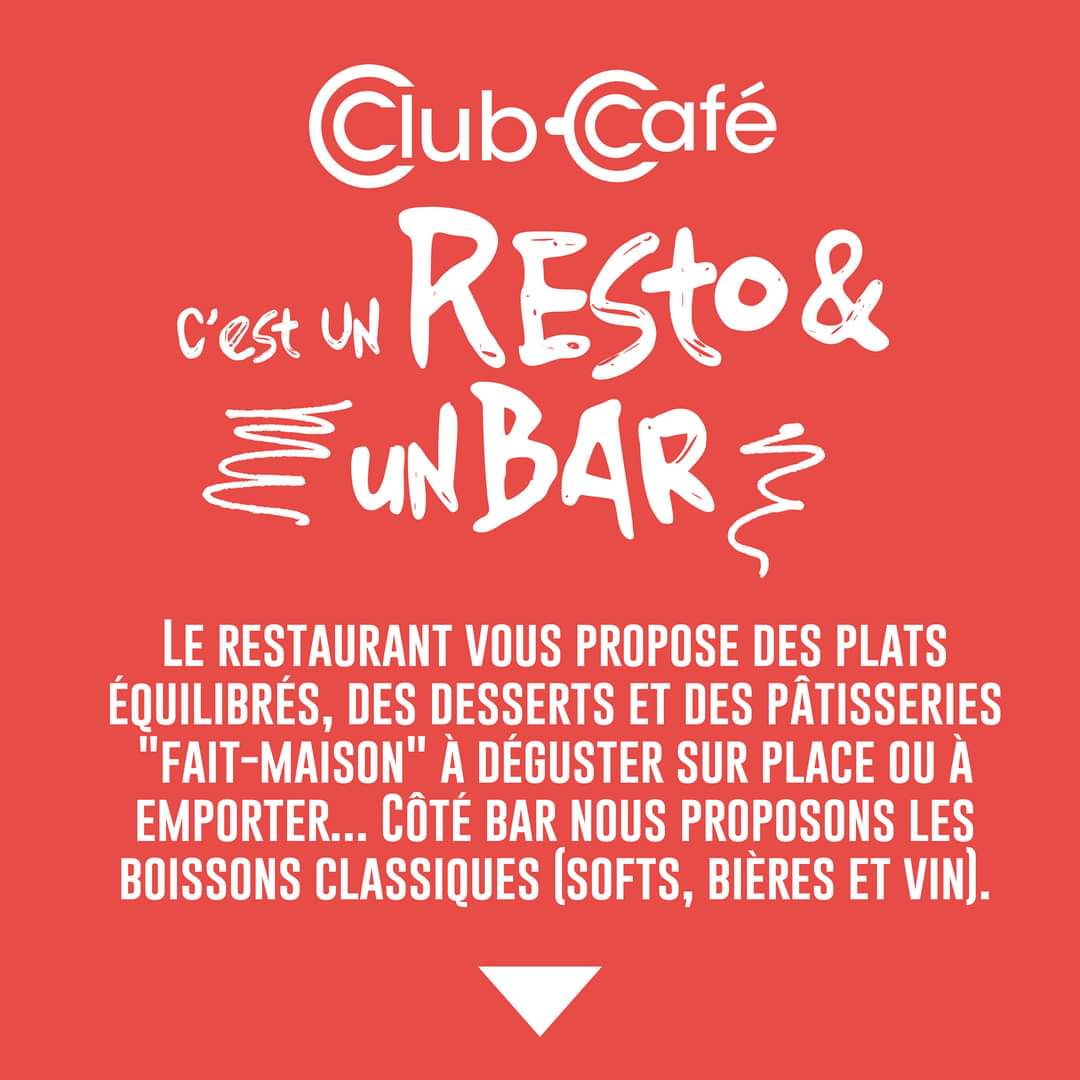 Club Café
C'est un Resto &
un BAR
Le restaurant vous propose des plats
équilibrés, des desserts et des pâtisseries
"fait-maison" à déguster sur place ou à
emporter... Côté bar nous proposons les
boissons classiques (softs, bières et vin).